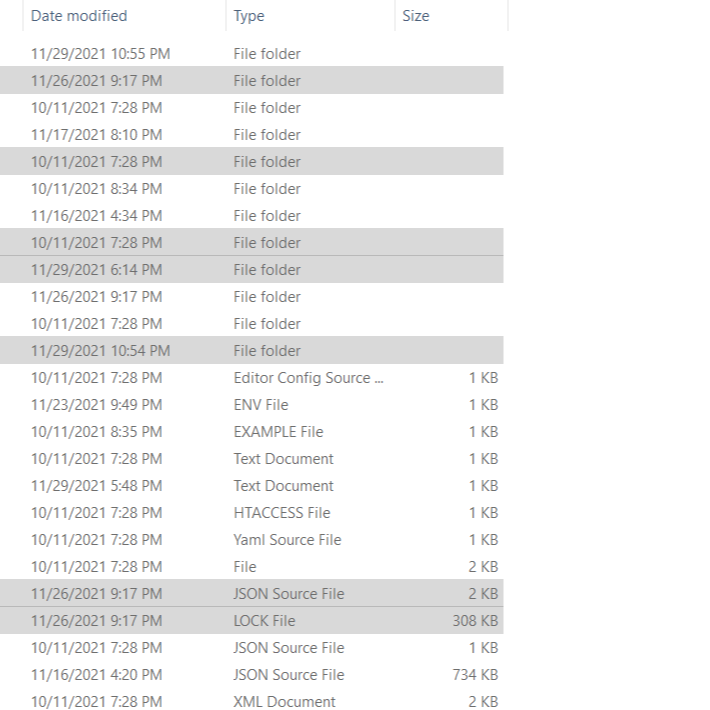 Date modified Type Size
11/29/2021 10:55 PM File folder
11/26/2021 9:17 PM File folder
10/11/2021 7:28 PM File folder
11/17/2021 8:10 PM File folder
10/11/2021 7:28 PM File folder
10/11/2021 8:34 PM File folder
11/16/2021 4:34 PM File folder
10/11/2021 7:28 PM File folder
11/29/2021 6:14 PM File folder
11/26/2021 9:17 PM File folder
10/11/2021 7:28 PM File folder
11/29/2021 10:54 PM File folder
10/11/2021 7:28 PM Editor Config Source ... 1 KB
11/23/2021 9:49 PM ENV File 1 KB
10/11/2021 8:35 PM EXAMPLE File 1 KB
10/11/2021 7:28 PM Text Document 1 KB
11/29/2021 5:48 PM Text Document 1 KB
10/11/2021 7:28 PM HTACCESS File 1 KB
10/11/2021 7:28 PM Yaml Source File 1 KB
10/11/2021 7:28 PM File 2 KB
11/26/2021 9:17 PM JSON Source File 2 KB
11/26/2021 9:17 PM LOCK File 308 KB
10/11/2021 7:28 PM JSON Source File 1 KB
11/16/2021 4:20 PM JSON Source File 734 KB
10/11/2021 7:28 PM XML Document 2 KB